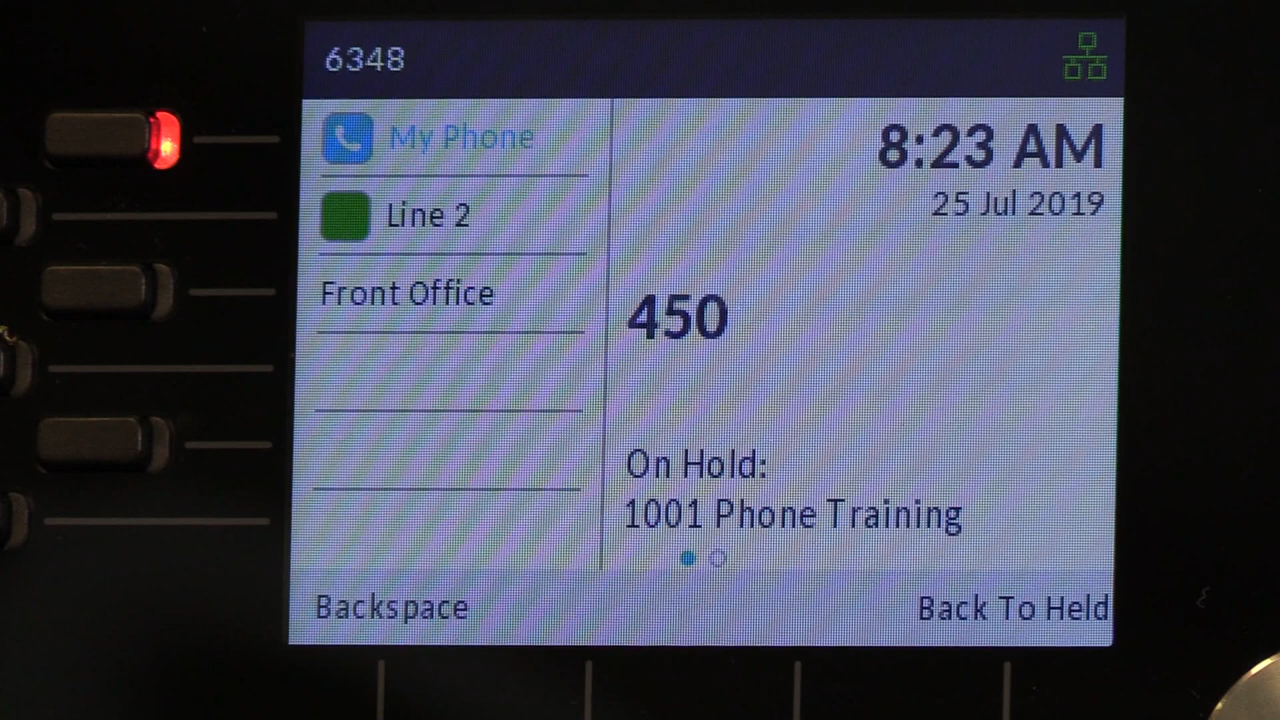 6348
My Phone
8:23 AM
25 Jul 2019
Line 2
Front Office
450
On Hold:
1001 Phone Training
Backspace
Back To Held